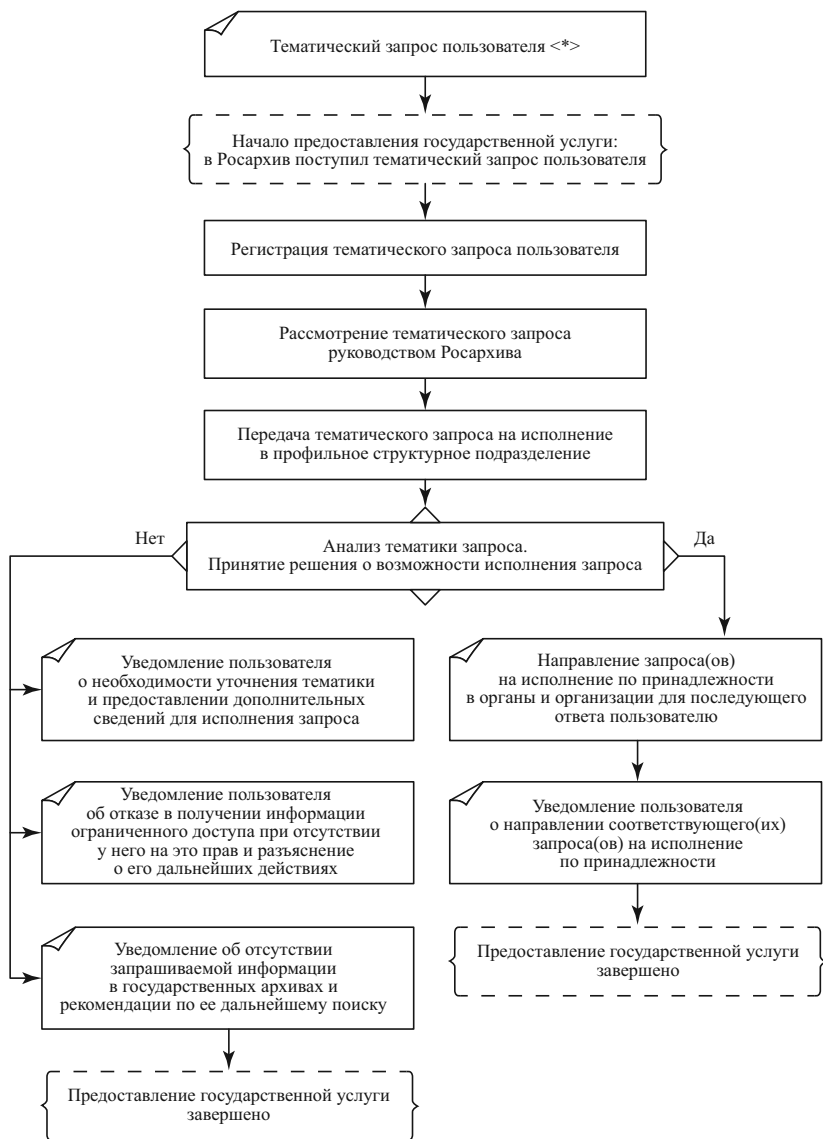 Тематический запрос пользователя <*>
Начало предоставления государственной услуги:
в Росархив поступил тематический запрос пользователя
Регистрация тематического запроса пользователя
Рассмотрение тематического запроса
руководством Росархива
Передача тематического запроса на исполнение
в профильное структурное подразделение
Нет
Анализ тематики запроса.
Принятие решения о возможности исполнения запроса
Да
Уведомление пользователя
о необходимости уточнения тематики
и предоставлении дополнительных
сведений для исполнения запроса
Направление запроса(ов)
на исполнение по принадлежности
в органы и организации для последующего
ответа пользователю
Уведомление пользователя
об отказе в получении информации
ограниченного доступа при отсутствии
у него на это прав и разъяснение
о его дальнейших действиях
Уведомление пользователя
о направлении соответствующего(их)
запроса(ов) на исполнение
по принадлежности
Уведомление об отсутствии
запрашиваемой информации
в государственных архивах и
рекомендации по ее дальнейшему поиску
Предоставление государственной услуги
завершено
Предоставление государственной услуги
завершено